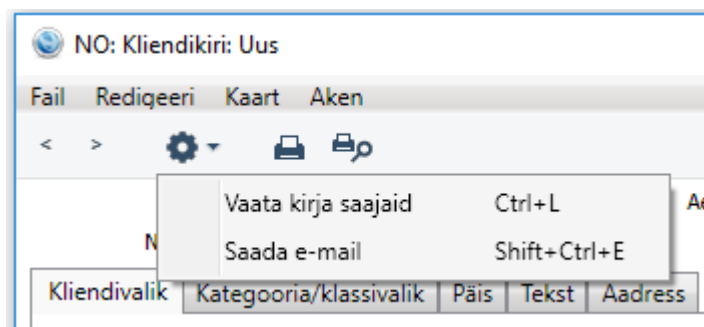 NO: Kliendikiri: Uus
Fail Redigeeri Kaart Aken
< >
Vaata kirja saajaid Ctrl+L
Saada e-mail Shift+Ctrl+E
Kliendivalik Kategooria/klassivalik Päis Tekst Aadress